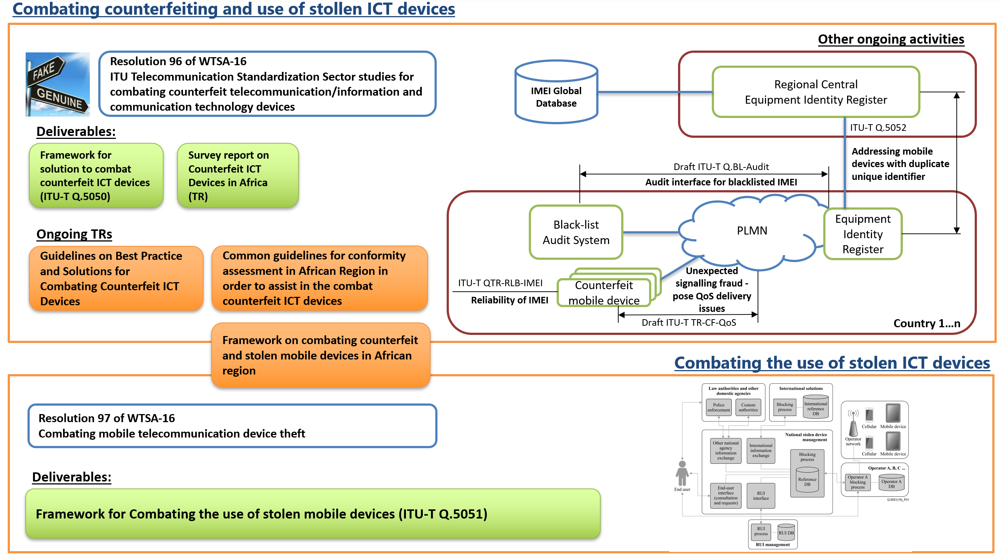 Combating counterfeiting and use of stollen ICT devices
FAKE
GENUINE
Resolution 96 of WTSA-16
ITU Telecommunication Standardization Sector studies for
combating counterfeit telecommunication/information and
communication technology devices
Deliverables:
Framework for
solution to combat
counterfeit ICT devices
(ITU-T Q.5050)
Survey report on
Counterfeit ICT
Devices in Africa
(TR)
Ongoing TRs
Guidelines on Best Practice
and Solutions for
Combating Counterfeit ICT
Devices
Common guidelines for conformity
assessment in African Region in
order to assist in the combat
counterfeit ICT devices
Framework on combating counterfeit
and stolen mobile devices in African
region
Other ongoing activities
IMEI Global
Database
Regional Central
Equipment Identity Register
ITU-T Q.5052
Addressing mobile
devices with duplicate
unique identifier
Draft ITU-T Q.BL-Audit
Audit interface for blacklisted IMEI
Black-list
Audit System
PLMN
Equipment
Identity
Register
ITU-T QTR-RLB-IMEI
Reliability of IMEI
Counterfeit
mobile device
Unexpected
signalling fraud -
pose QoS delivery
issues
Draft ITU-T TR-CF-QoS
Country 1...n
Combating the use of stolen ICT devices
Resolution 97 of WTSA-16
Combating mobile telecommunication device theft
Deliverables:
Framework for Combating the use of stolen mobile devices (ITU-T Q.5051)
Law authorities and other
domestic agencies
Police
enforcement
Custom
authorities
International solutions
Blocking
process
International
reference
DB
Cellular
Mobile device
Operator
network
Cellular
Mobile device
National stolen device
management
Other national
agency
information
exchange
International
information
exchange
Blocking
process
Reference
DB
End user
End-user
interface
(consultation
and requests)
RUI
interface
Operator A, B, C ...
Operator A
blocking
process
Operator A
DB
Q.5051(19)_F01
RUI
process
RUI DB
RUI management